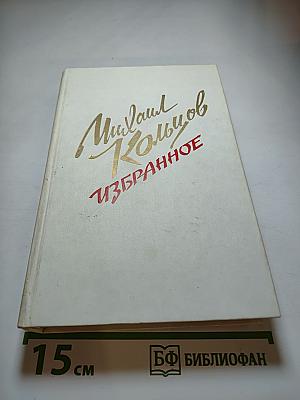 Михаил
Кольцов
ИЗБРАННОЕ
15 см
БФ БИБЛИОФАН